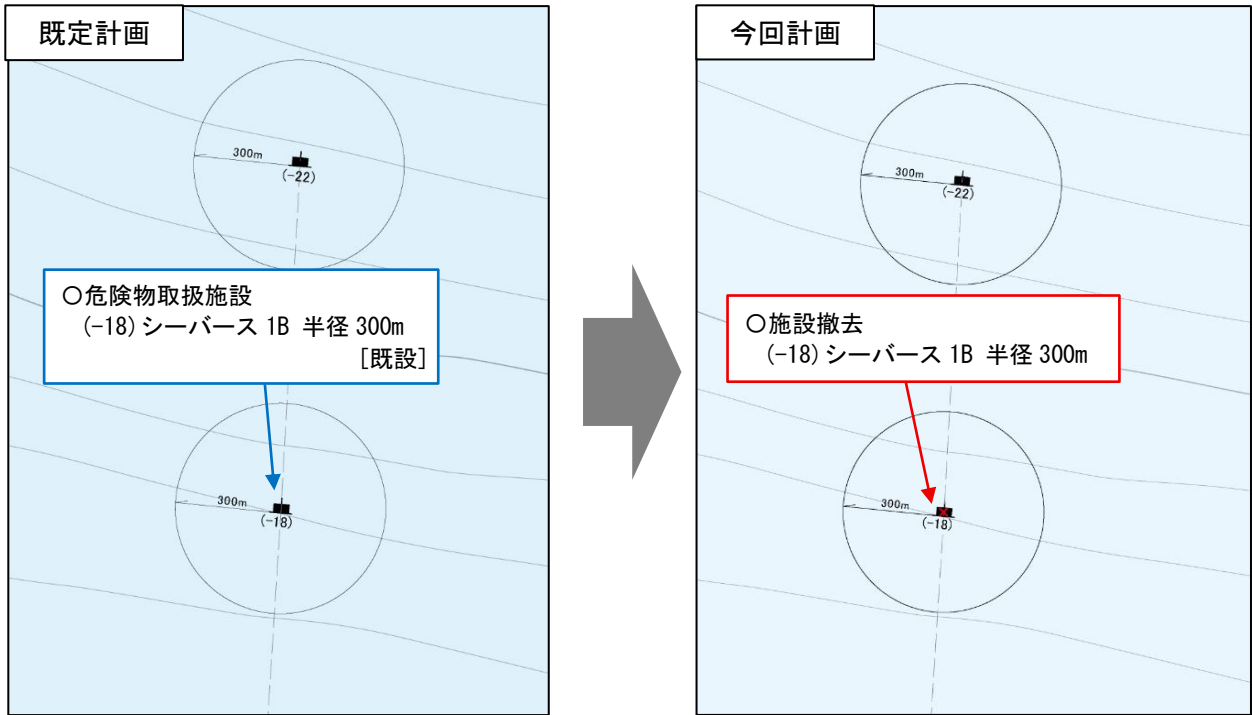 既定計画
300m
(-22)
〇危険物取扱施設
(-18)シーバース 1B 半径 300m
[既設]
300m
(-18)
今回計画
300m
(-22)
〇施設撤去
(-18)シーバース 1B 半径 300m
300m
(-18)